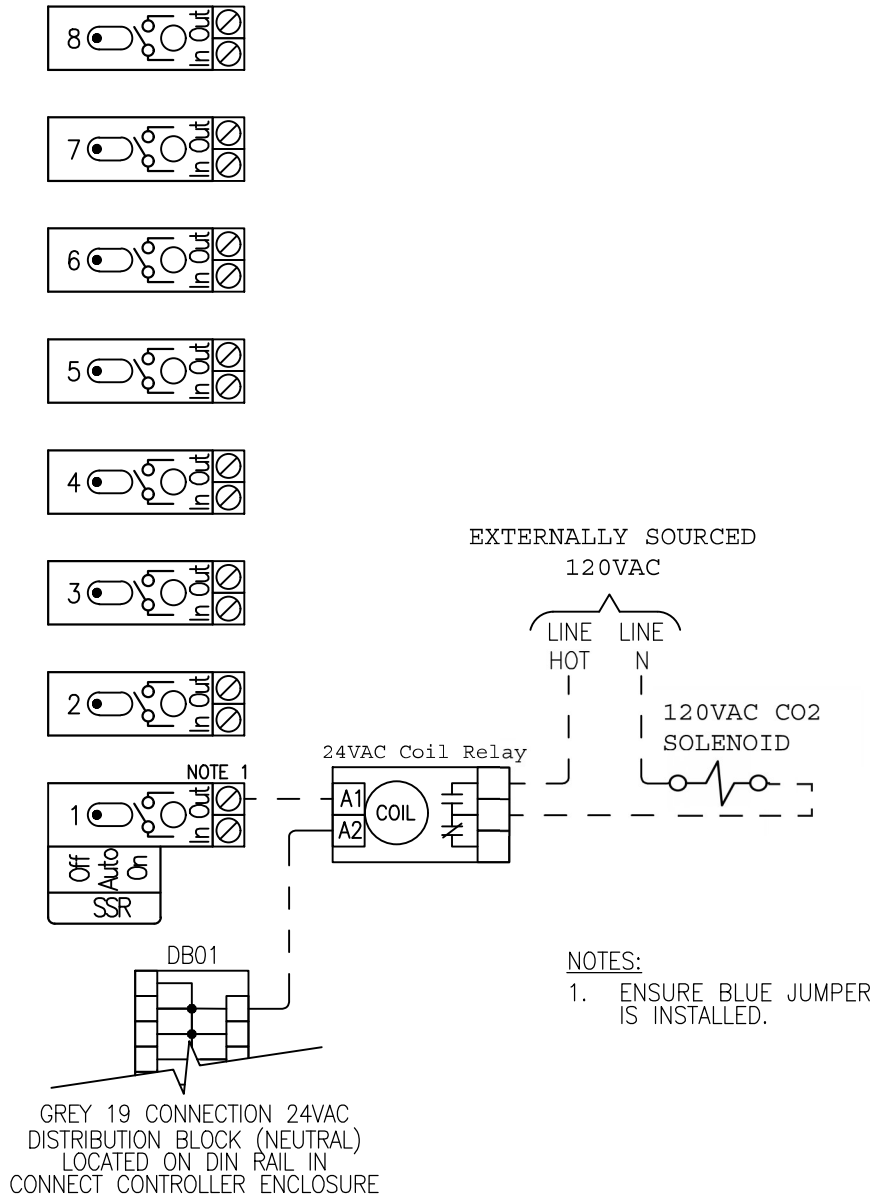 8 In Out
7 In Out
6 In Out
5 In Out
4 In Out
3 In Out
2 In Out
EXTERNALLY SOURCED
120VAC
LINE LINE
HOT N
120VAC CO2
SOLENOID
24VAC Coil Relay
NOTE 1
1 In Out
A1
A2
COIL
Off
Auto
On
SSR
DB01
NOTES:
1. ENSURE BLUE JUMPER
IS INSTALLED.
GREY 19 CONNECTION 24VAC
DISTRIBUTION BLOCK (NEUTRAL)
LOCATED ON DIN RAIL IN
CONNECT CONTROLLER ENCLOSURE